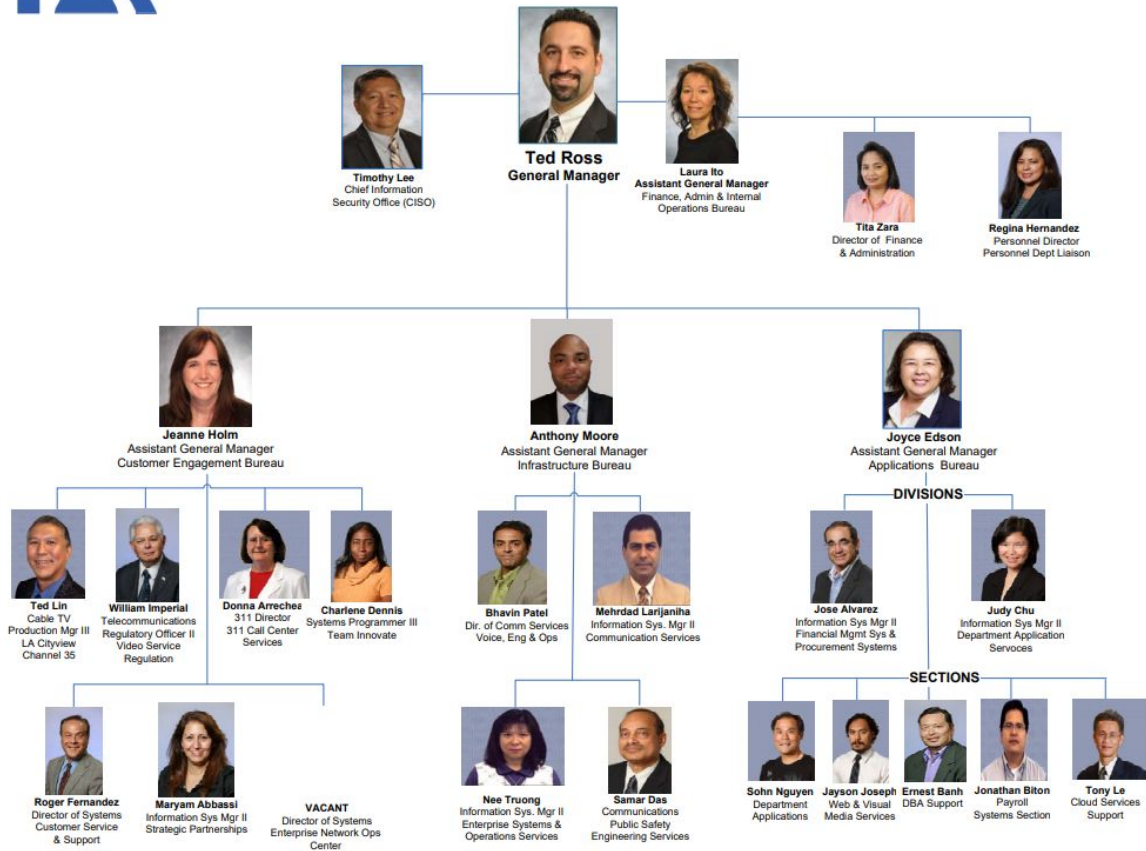 Ted Ross
General Manager
Timothy Lee
Chief Information
Security Office (CISO)
Laura Ito
Assistant General Manager
Finance, Admin & Internal
Operations Bureau
Tita Zara
Director of Finance
& Administration
Regina Hernandez
Personnel Director
Personnel Dept Liaison
Jeanne Holm
Assistant General Manager
Customer Engagement Bureau
Anthony Moore
Assistant General Manager
Infrastructure Bureau
Joyce Edson
Assistant General Manager
Applications Bureau
DIVISIONS
Ted Lin
Cable TV
Production Mgr III
LA Cityview
Channel 35
William Imperial
Telecommunications
Regulatory Officer II
Video Service
Regulation
Donna Arrechea
311 Director
311 Call Center
Services
Charlene Dennis
Systems Programmer III
Team Innovate
Bhavin Patel
Dir. of Comm Services
Voice, Eng & Ops
Mehrdad Larijaniha
Information Sys. Mgr II
Communication Services
Jose Alvarez
Information Sys Mgr II
Financial Mgmt Sys &
Procurement Systems
Judy Chu
Information Sys Mgr II
Department Application
Servoces
SECTIONS
Roger Fernandez
Director of Systems
Customer Service
& Support
Maryam Abbassi
Information Sys Mgr II
Strategic Partnerships
VACANT
Director of Systems
Enterprise Network Ops
Center
Nee Truong
Information Sys. Mgr II
Enterprise Systems &
Operations Services
Samar Das
Communications
Public Safety
Engineering Services
Sohn Nguyen
Department
Applications
Jayson Joseph
Web & Visual
Media Services
Ernest Banh
DBA Support
Jonathan Biton
Payroll
Systems Section
Tony Le
Cloud Services
Support